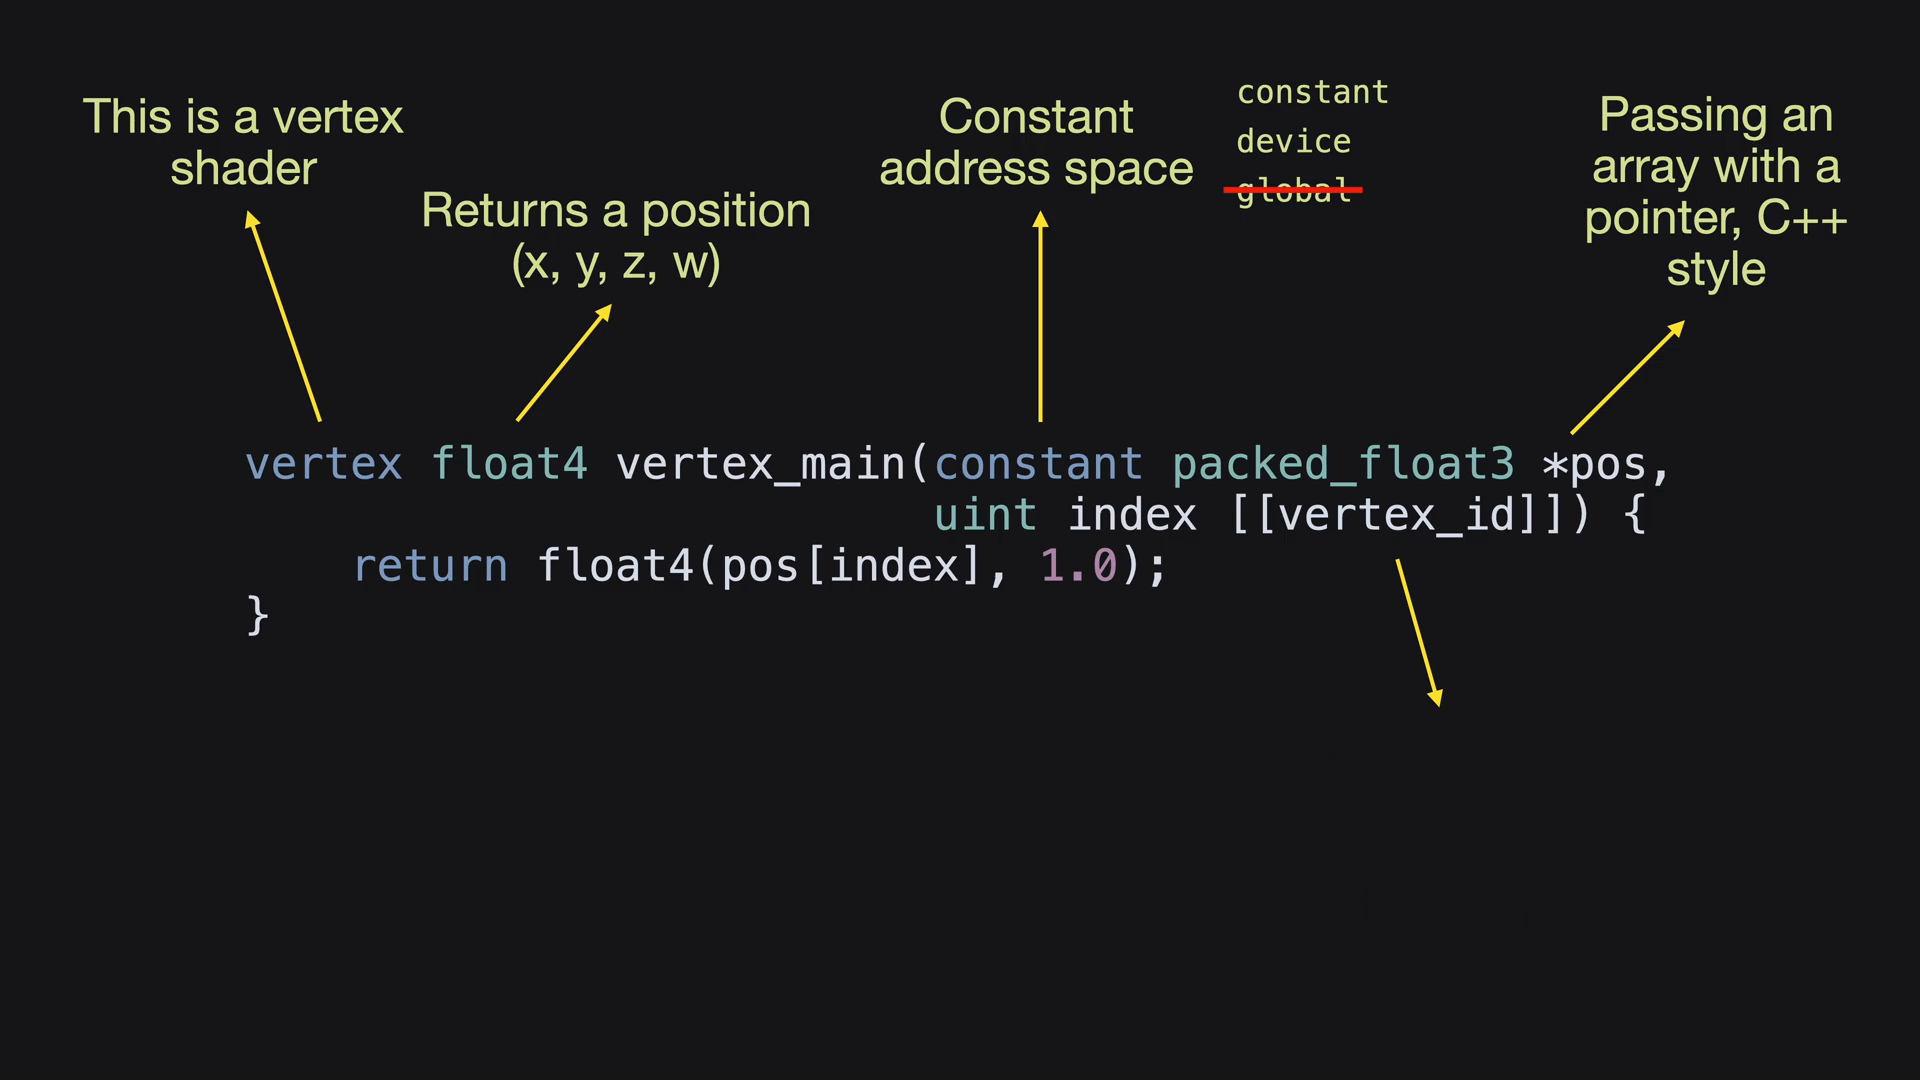 This is a vertex
shader
Returns a position
(x, y, z, w)
Constant
address space
constant
device
global
Passing an
array with a
pointer, C++
style
vertex float4 vertex_main(constant packed_float3 *pos,
uint index [[vertex_id]]) {
return float4(pos[index], 1.0);
}